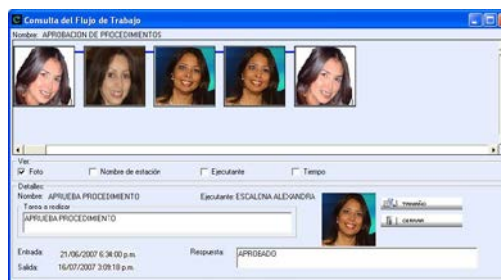 Consulta del Flujo de Trabajo
Nombre: APROBACION DE PROCEDIMIENTOS
Ver:
Foto Nombre de estación Ejecutante Tiempo
Detalles:
Nombre: APRUEBA PROCEDIMIENTO Ejecutante: ESCALONA ALEXANDRA
Tarea a realizar
APRUEBA PROCEDIMIENTO
TAMAÑO
CERRAR
Entrada: 21/06/2007 6:34:00 p.m. Respuesta: APROBADO
Salida: 16/07/2007 3:09:18 p.m.